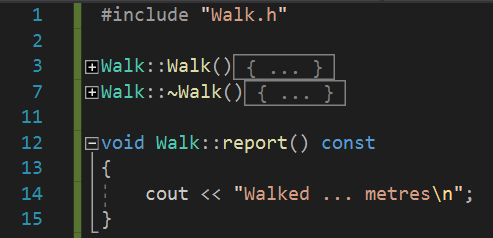 1 #include "Walk.h"
2
3 Walk::Walk() { ... }
7 Walk::~Walk() { ... }
11
12 void Walk::report() const
13 {
14 cout << "Walked ... metres\n";
15 }